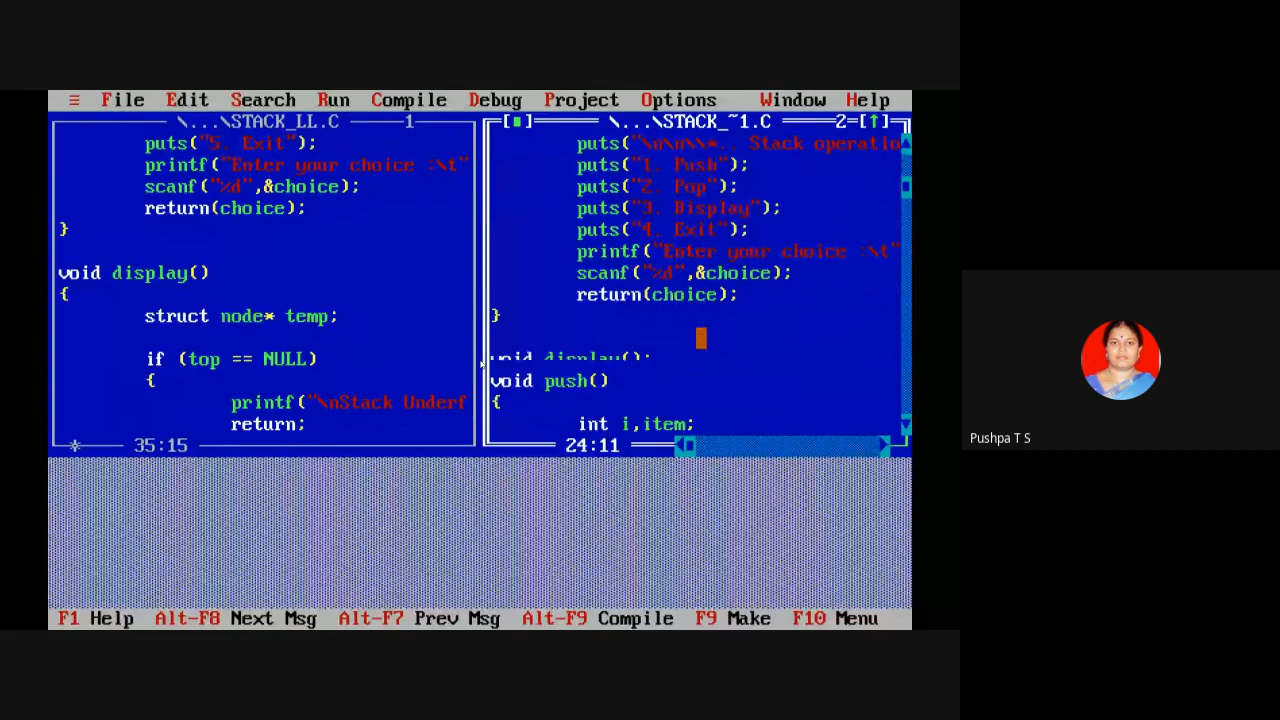 ≡ File Edit Search Run Compile Debug Project Options Window Help
\...\STACK_LL.C 1
puts("5. Exit");
printf("Enter your choice :\t"
scanf("%d",&choice);
return(choice);
}
void display()
{
struct node* temp;
if (top == NULL)
{
printf("\nStack Underf
return;
35:15
[■] \...\STACK_~1.C 2=[↑]
puts("\n\n\\*.. Stack operatio
puts("1. Push");
puts("2. Pop");
puts("3. Display");
puts("4. Exit");
printf("Enter your choice :\t"
scanf("%d",&choice);
return(choice);
}
void display();
void push()
{
int i,item;
24:11
F1 Help Alt-F8 Next Msg Alt-F7 Prev Msg Alt-F9 Compile F9 Make F10 Menu
Pushpa T S